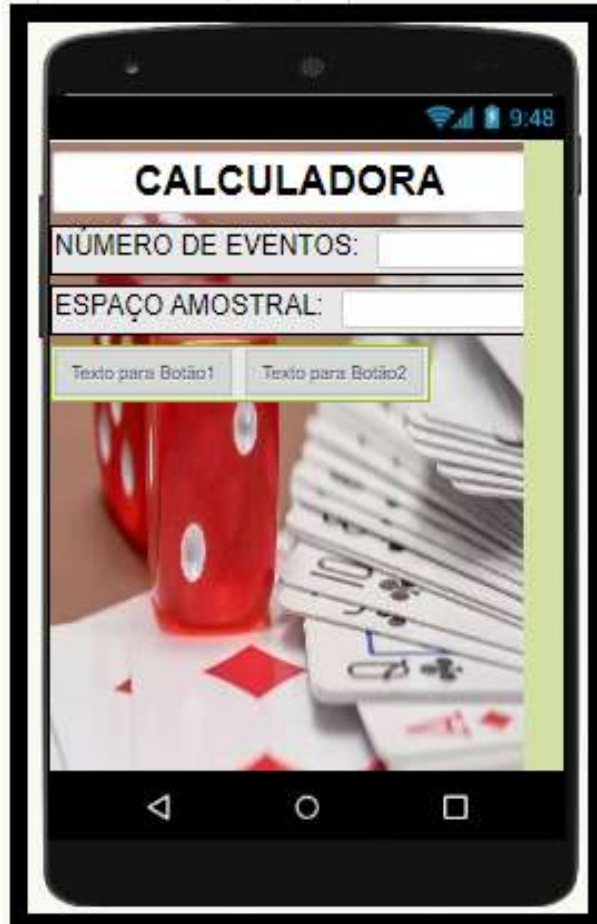 9:48
CALCULADORA
NÚMERO DE EVENTOS:
ESPAÇO AMOSTRAL:
Texto para Botão1 Texto para Botão2